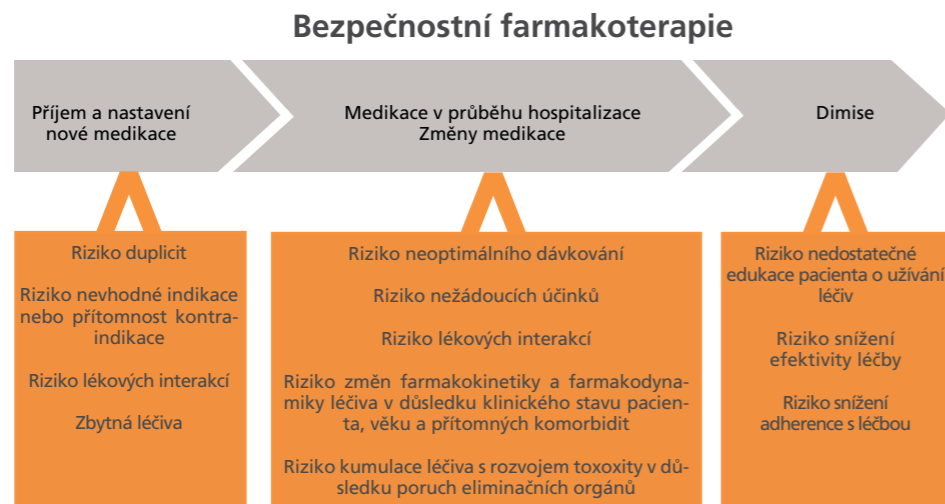 Bezpečnostní farmakoterapie
Příjem a nastavení
nové medikace
Medikace v průběhu hospitalizace
Změny medikace
Dimise
Riziko duplicit
Riziko nevhodné indikace
nebo přítomnost kontra-
indikace
Riziko lékových interakcí
Zbytná léčiva
Riziko neoptimálního dávkování
Riziko nežádoucích účinků
Riziko lékových interakcí
Riziko změn farmakokinetiky a farmakodyna-
miky léčiva v důsledku klinického stavu pacien-
ta, věku a přítomných komorbidit
Riziko kumulace léčiva s rozvojem toxoxity v dů-
sledku poruch eliminačních orgánů
Riziko nedostatečné
edukace pacienta o užívání
léčiv
Riziko snížení
efektivity léčby
Riziko snížení
adherence s léčbou